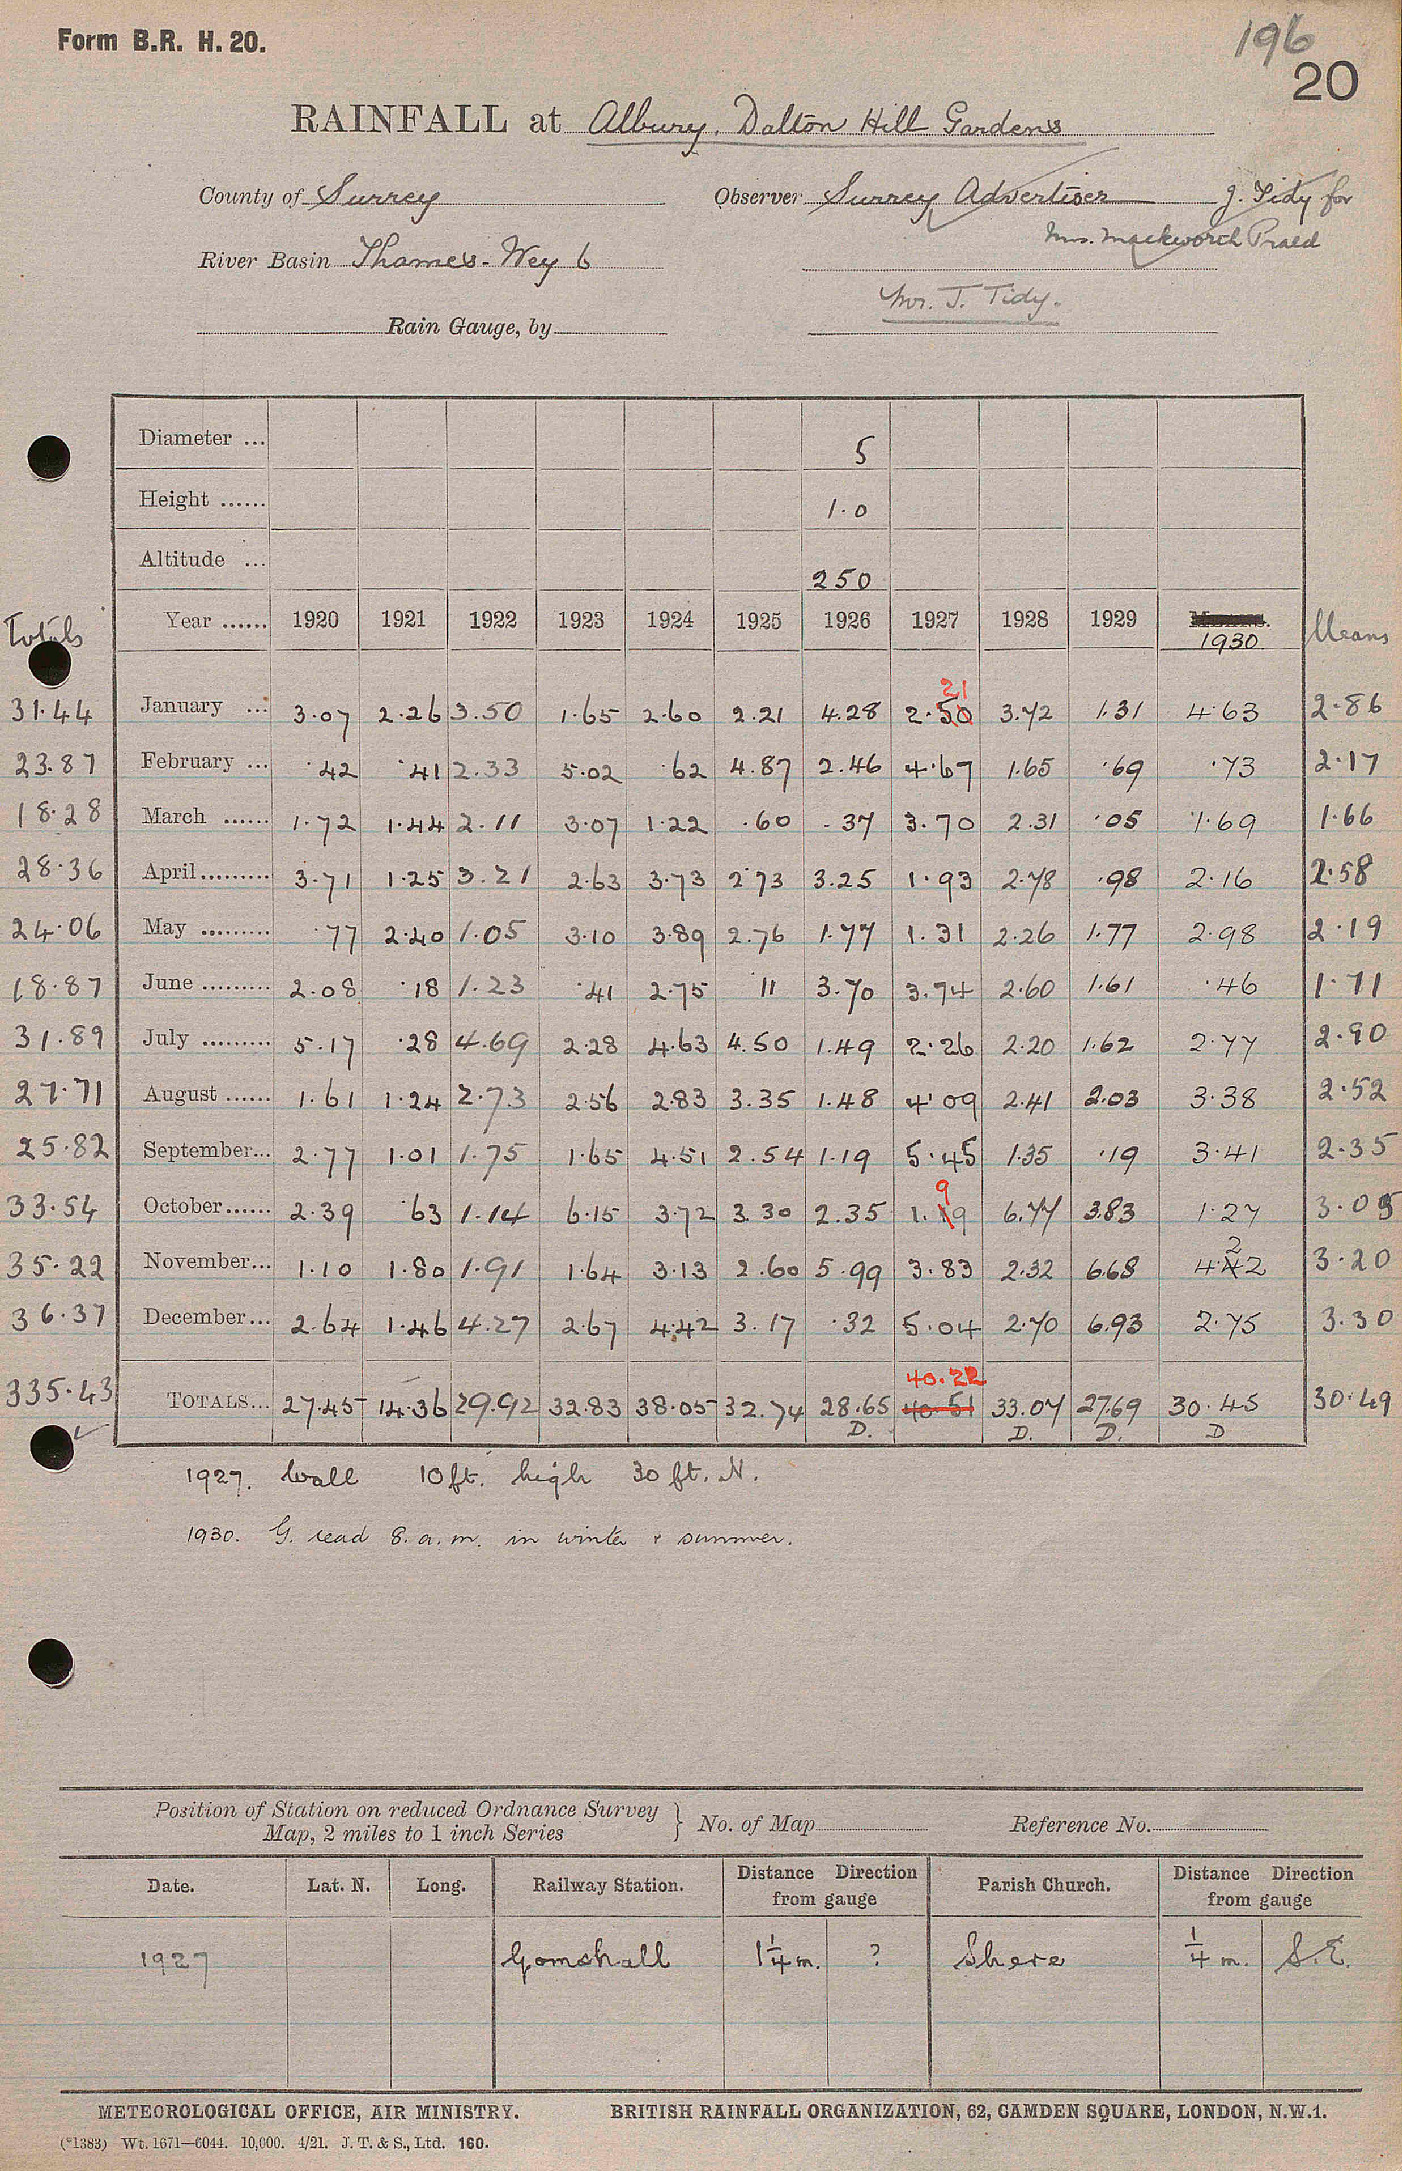 Form B.R. H. 20.
196
20
RAINFALL at Albury, Dalton Hill Gardens
County of Surrey Observer Surrey Advertiser J. Tidy for
Mrs. Mackworth Praed
River Basin Thames - Wey 6
Mr. J. Tidy.
Rain Gauge, by
Diameter ... 5
Height ...... 1.0
Altitude ... 250
Totals Year ...... 1920 1921 1922 1923 1924 1925 1926 1927 1928 1929 1930 Means
21
31.44 January ... 3.07 2.26 3.50 1.65 2.60 2.21 4.28 2.50 3.72 1.31 4.63 2.86
23.87 February ... .42 .41 2.33 5.02 .62 4.87 2.46 4.67 1.65 .69 .73 2.17
18.28 March ...... 1.72 1.44 2.11 3.07 1.22 .60 .37 3.70 2.31 .05 1.69 1.66
28.36 April ......... 3.71 1.25 3.21 2.63 3.73 2.73 3.25 1.93 2.78 .98 2.16 2.58
24.06 May ......... .77 2.40 1.05 3.10 3.89 2.76 1.77 1.31 2.26 1.77 2.98 2.19
18.87 June ......... 2.08 .18 1.23 .41 2.75 11 3.70 3.74 2.60 1.61 .46 1.71
31.89 July ......... 5.17 .28 4.69 2.28 4.63 4.50 1.49 2.26 2.20 1.62 2.77 2.90
27.71 August ...... 1.61 1.24 2.73 2.56 2.83 3.35 1.48 4.09 2.41 2.03 3.38 2.52
25.82 September... 2.77 1.01 1.75 1.65 4.51 2.54 1.19 5.45 1.35 .19 3.41 2.35
9
33.54 October...... 2.39 .63 1.14 6.15 3.72 3.30 2.35 1.19 6.77 3.83 1.27 3.05
2
35.22 November... 1.10 1.80 1.91 1.64 3.13 2.60 5.99 3.83 2.32 6.68 4.42 3.20
36.37 December... 2.64 1.46 4.27 2.67 4.42 3.17 .32 5.04 2.70 6.93 2.75 3.30
40.22
335.43 TOTALS... 27.45 14.36 29.92 32.83 38.05 32.74 28.65 40.51 33.07 27.69 30.45 30.49
D. D. D. D
1927. Wall 10 ft. high 30 ft. N.
1930. G. read 8. a. m. in winter & summer.
Position of Station on reduced Ordnance Survey
Map, 2 miles to 1 inch Series } No. of Map Reference No.
Date. Lat. N. Long. Railway Station. Distance Direction from gauge Parish Church. Distance Direction from gauge
1927 Gomshall 1 1/4 m. ? Shere 1/4 m. S.E.
METEOROLOGICAL OFFICE, AIR MINISTRY. BRITISH RAINFALL ORGANIZATION, 62, CAMDEN SQUARE, LONDON, N.W.1.
(*1383) Wt. 1671—6044. 10,000. 4/21. J. T. & S., Ltd. 160.